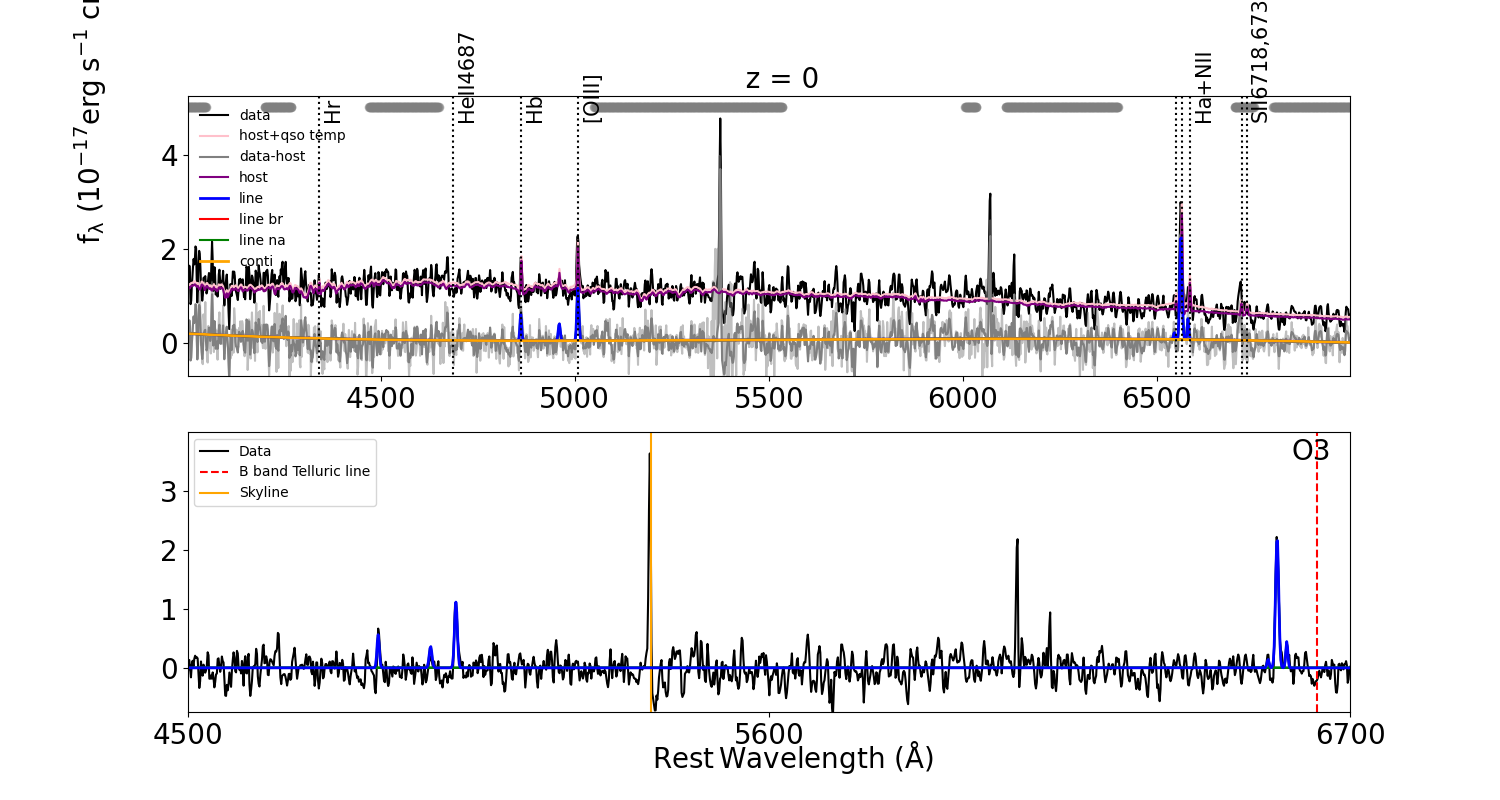 z = 0
f_λ (10^−17 erg s^−1
Hr
HeII4687
Hb
[OIII]
Ha+NII
SII6718,673
data
host+qso temp
data-host
host
line
line br
line na
conti
4
2
0
4500 5000 5500 6000 6500
Data
B band Telluric line
Skyline
O3
3
2
1
0
4500 5600 6700
Rest Wavelength (Å)